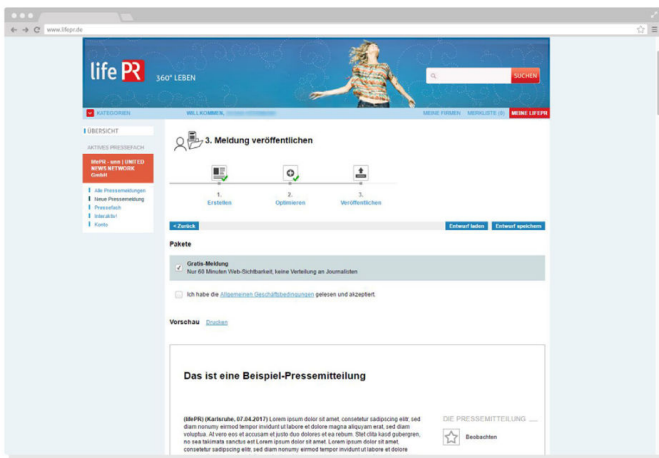 www.lifepr.de
life PR
360° LEBEN
SUCHEN
KATEGORIEN
WILLKOMMEN,
MEINE FIRMEN
MERKLISTE (0)
MEINE LIFEPR
ÜBERSICHT
AKTIVES PRESSEFACH
lifePR - unn | UNITED
NEWS NETWORK
GmbH
Alle Pressemeldungen
Neue Pressemeldung
Pressefach
Interaktiv!
Konto
3. Meldung veröffentlichen
1.
Erstellen
2.
Optimieren
3.
Veröffentlichen
< Zurück
Entwurf laden
Entwurf speichern
Pakete
Gratis-Meldung
Nur 60 Minuten Web-Sichtbarkeit; keine Verteilung an Journalisten
Ich habe die Allgemeinen Geschäftsbedingungen gelesen und akzeptiert.
Vorschau Drucken
Das ist eine Beispiel-Pressemitteilung
(lifePR) (Karlsruhe, 07.04.2017) Lorem ipsum dolor sit amet, consetetur sadipscing elitr, sed
diam nonumy eirmod tempor invidunt ut labore et dolore magna aliquyam erat, sed diam
voluptua. At vero eos et accusam et justo duo dolores et ea rebum. Stet clita kasd gubergren,
no sea takimata sanctus est Lorem ipsum dolor sit amet. Lorem ipsum dolor sit amet,
consetetur sadipscing elitr, sed diam nonumy eirmod tempor invidunt ut labore et dolore
DIE PRESSEMITTEILUNG
Beobachten